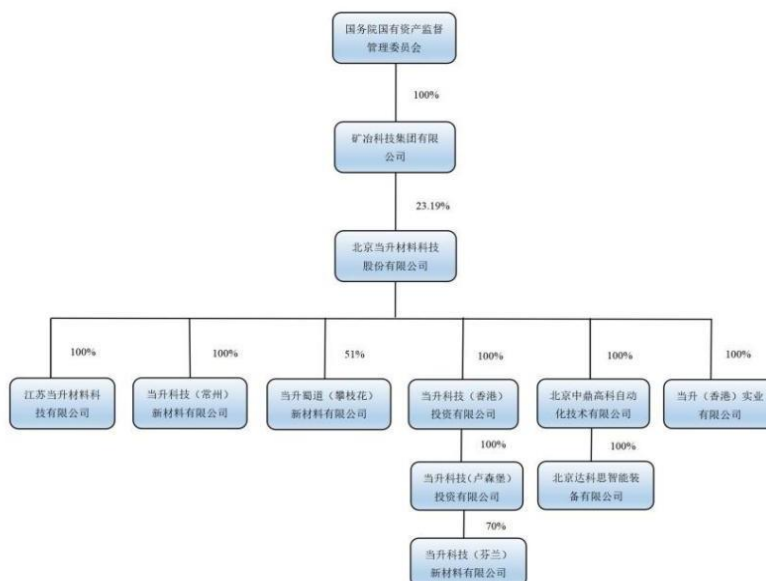 国务院国有资产监督
管理委员会
100%
矿冶科技集团有限
公司
23.19%
北京当升材料科技
股份有限公司
100%
100%
51%
100%
100%
100%
江苏当升材料科
技有限公司
当升科技（常州）
新材料有限公司
当升蜀道（攀枝花）
新材料有限公司
当升科技（香港）
投资有限公司
北京中鼎高科自动
化技术有限公司
当升（香港）实业
有限公司
100%
100%
当升科技（卢森堡）
投资有限公司
北京达科思智能装
备有限公司
70%
当升科技（芬兰）
新材料有限公司